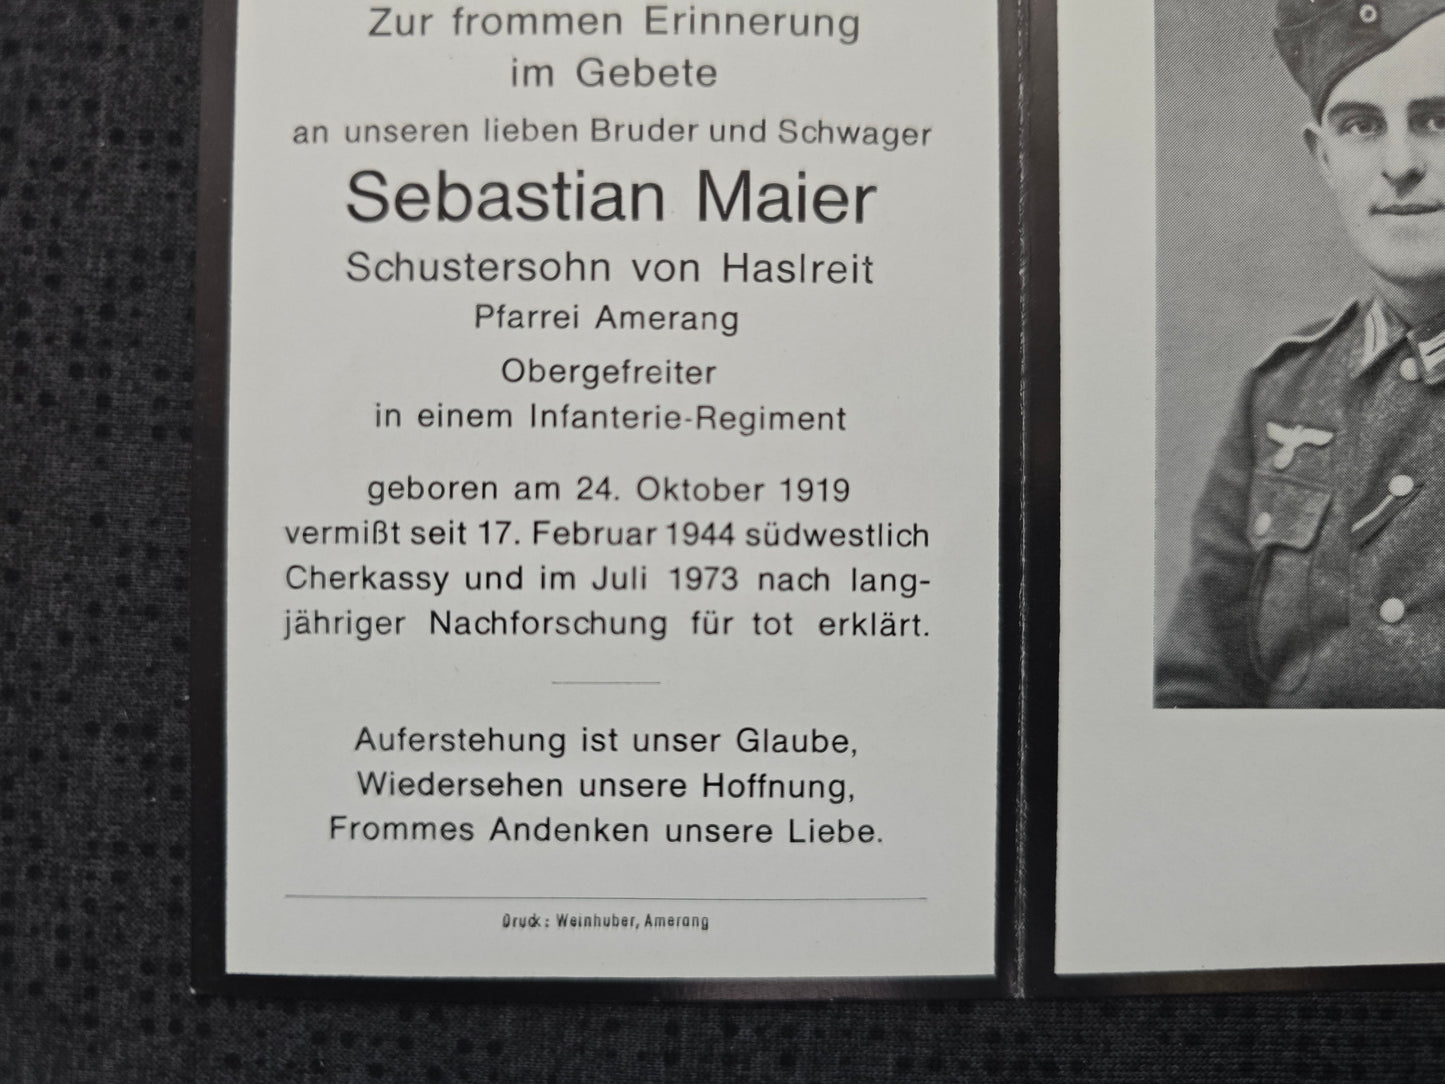 Zur frommen Erinnerung
im Gebete
an unseren lieben Bruder und Schwager
Sebastian Maier
Schustersohn von Haslreit
Pfarrei Amerang
Obergefreiter
in einem Infanterie-Regiment
geboren am 24. Oktober 1919
vermißt seit 17. Februar 1944 südwestlich
Cherkassy und im Juli 1973 nach lang-
jähriger Nachforschung für tot erklärt.
Auferstehung ist unser Glaube,
Wiedersehen unsere Hoffnung,
Frommes Andenken unsere Liebe.
Druck: Weinhuber, Amerang